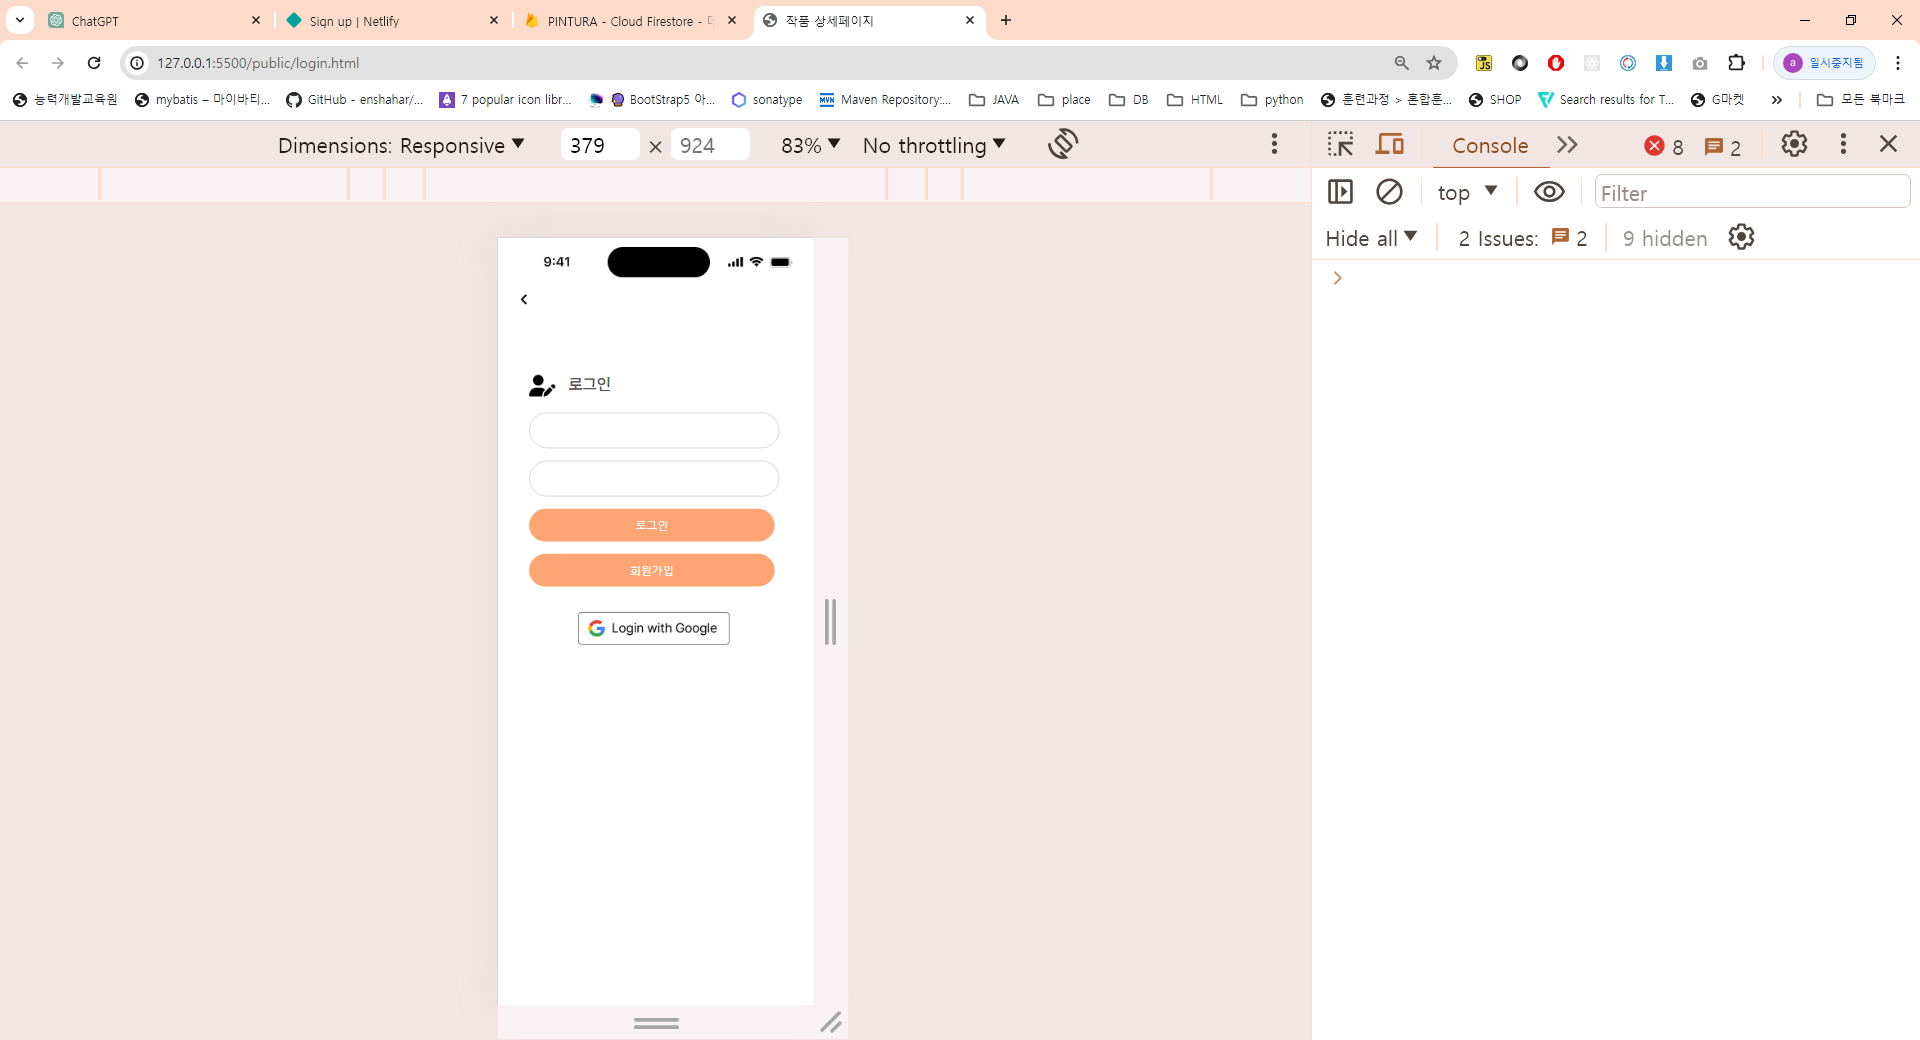 ChatGPT
Sign up | Netlify
PINTURA - Cloud Firestore -
작품 상세페이지
127.0.0.1:5500/public/login.html
a 일시중지됨
능력개발교육원
mybatis – 마이바티...
GitHub - enshahar/...
7 popular icon libr...
BootStrap5 아...
sonatype
MVN Maven Repository:...
JAVA
place
DB
HTML
python
훈련과정 > 혼합훈...
SHOP
Search results for T...
G마켓
모든 북마크
Dimensions: Responsive 379 × 924 83% No throttling
Console 8 2
top Filter
Hide all 2 Issues: 2 9 hidden
9:41
로그인
로그인
회원가입
Login with Google